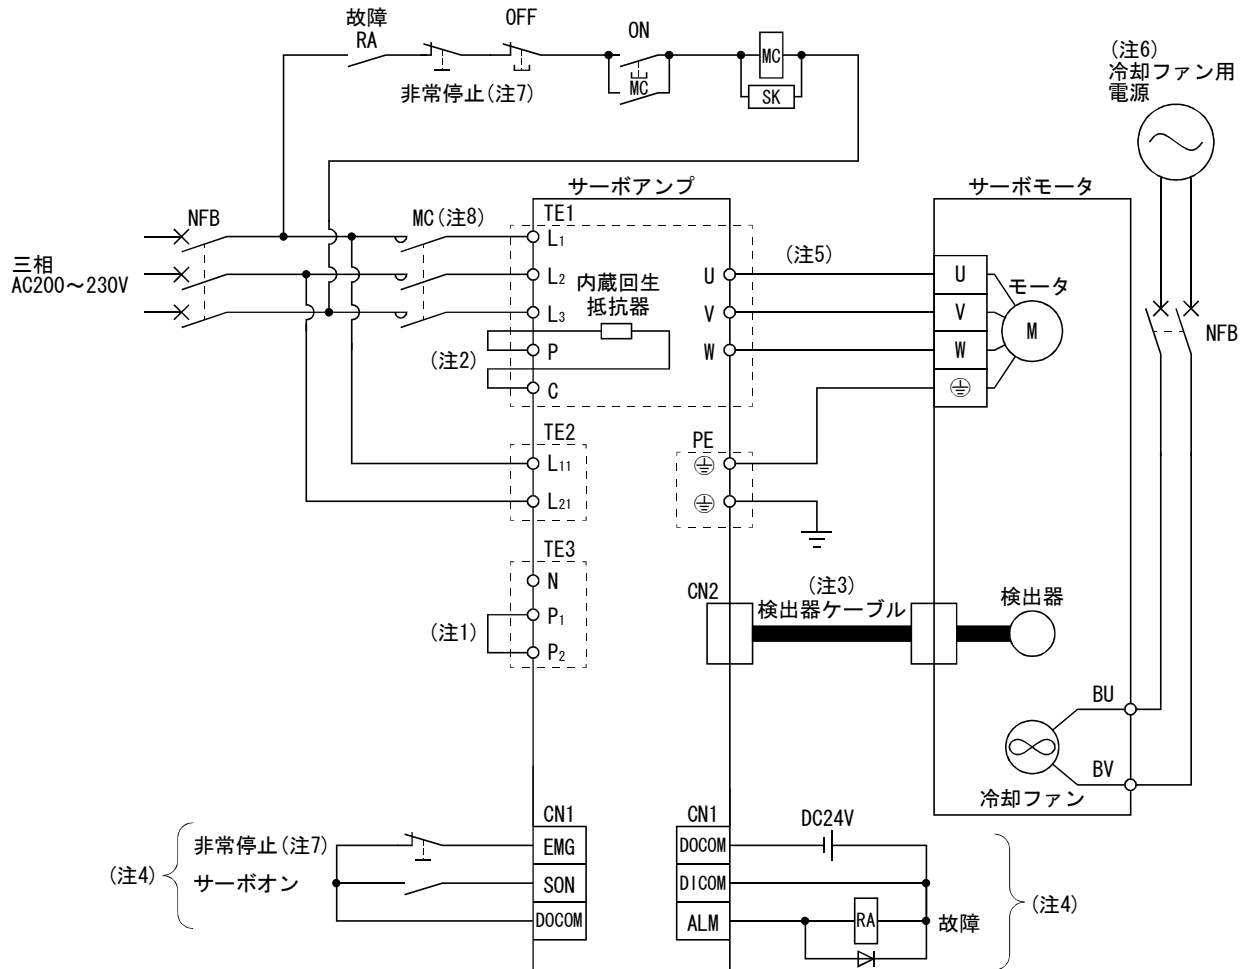 故障
RA
OFF
ON
非常停止(注7)
MC
MC
SK
(注6)
冷却ファン用
電源
サーボアンプ
サーボモータ
NFB
MC(注8)
TE1
L1
三相
AC200～230V
L2
L3
内蔵回生
抵抗器
(注2)
P
C
U
V
W
(注5)
U
V
W
モータ
M
NFB
TE2
L11
L21
PE
TE3
N
(注1)
P1
P2
CN2
(注3)
検出器ケーブル
検出器
BU
BV
冷却ファン
CN1
CN1
DC24V
(注4)
非常停止(注7)
EMG
サーボオン
SON
DOCOM
DOCOM
DICOM
ALM
RA
故障
(注4)